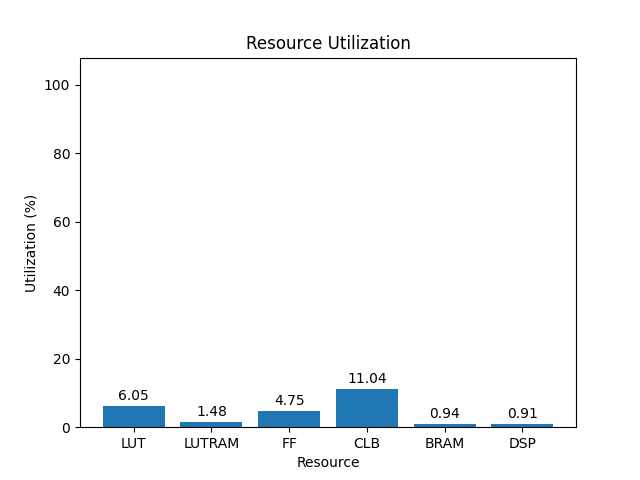 Resource Utilization
100
80
60
40
20
0
Utilization (%)
6.05
1.48
4.75
11.04
0.94
0.91
LUT
LUTRAM
FF
CLB
BRAM
DSP
Resource